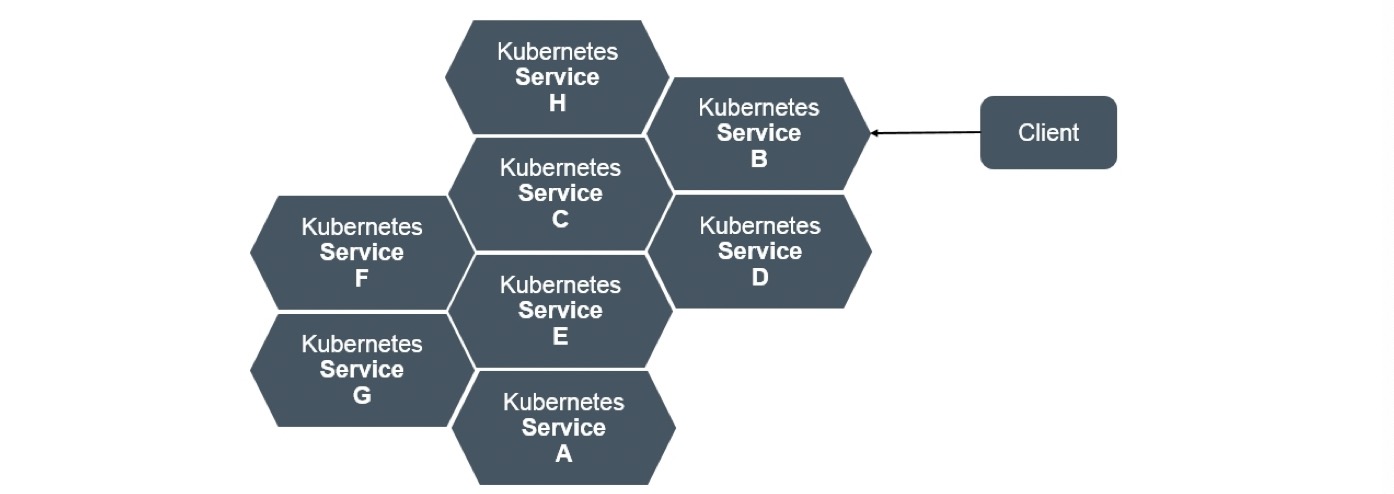 Kubernetes
Service
H
Kubernetes
Service
B
Client
Kubernetes
Service
C
Kubernetes
Service
F
Kubernetes
Service
D
Kubernetes
Service
E
Kubernetes
Service
G
Kubernetes
Service
A